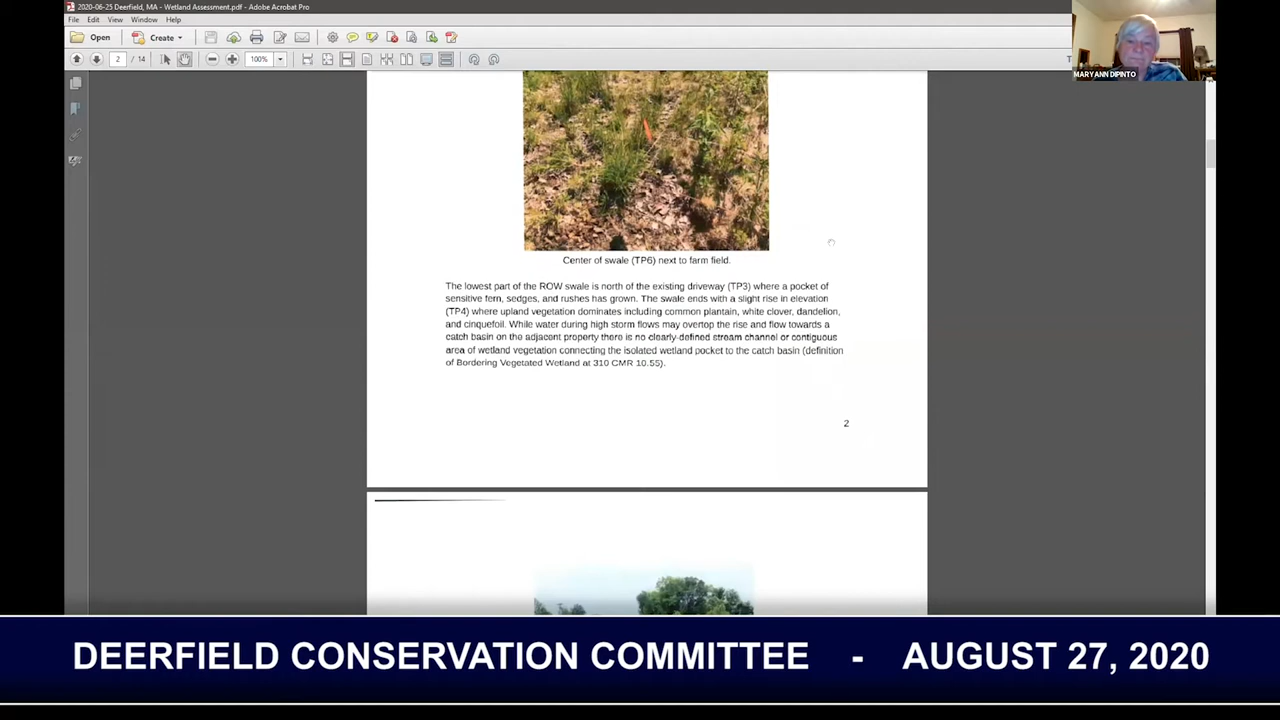 2020-06-25 Deerfield, MA - Wetland Assessment.pdf - Adobe Acrobat Pro
File Edit View Window Help
Open Create
2 / 14 100%
MARY ANN DIPINTO
Center of swale (TP6) next to farm field.
The lowest part of the ROW swale is north of the existing driveway (TP3) where a pocket of
sensitive fern, sedges, and rushes has grown. The swale ends with a slight rise in elevation
(TP4) where upland vegetation dominates including common plantain, white clover, dandelion,
and cinquefoil. While water during high storm flows may overtop the rise and flow towards a
catch basin on the adjacent property there is no clearly-defined stream channel or contiguous
area of wetland vegetation connecting the isolated wetland pocket to the catch basin (definition
of Bordering Vegetated Wetland at 310 CMR 10.55).
2
DEERFIELD CONSERVATION COMMITTEE - AUGUST 27, 2020